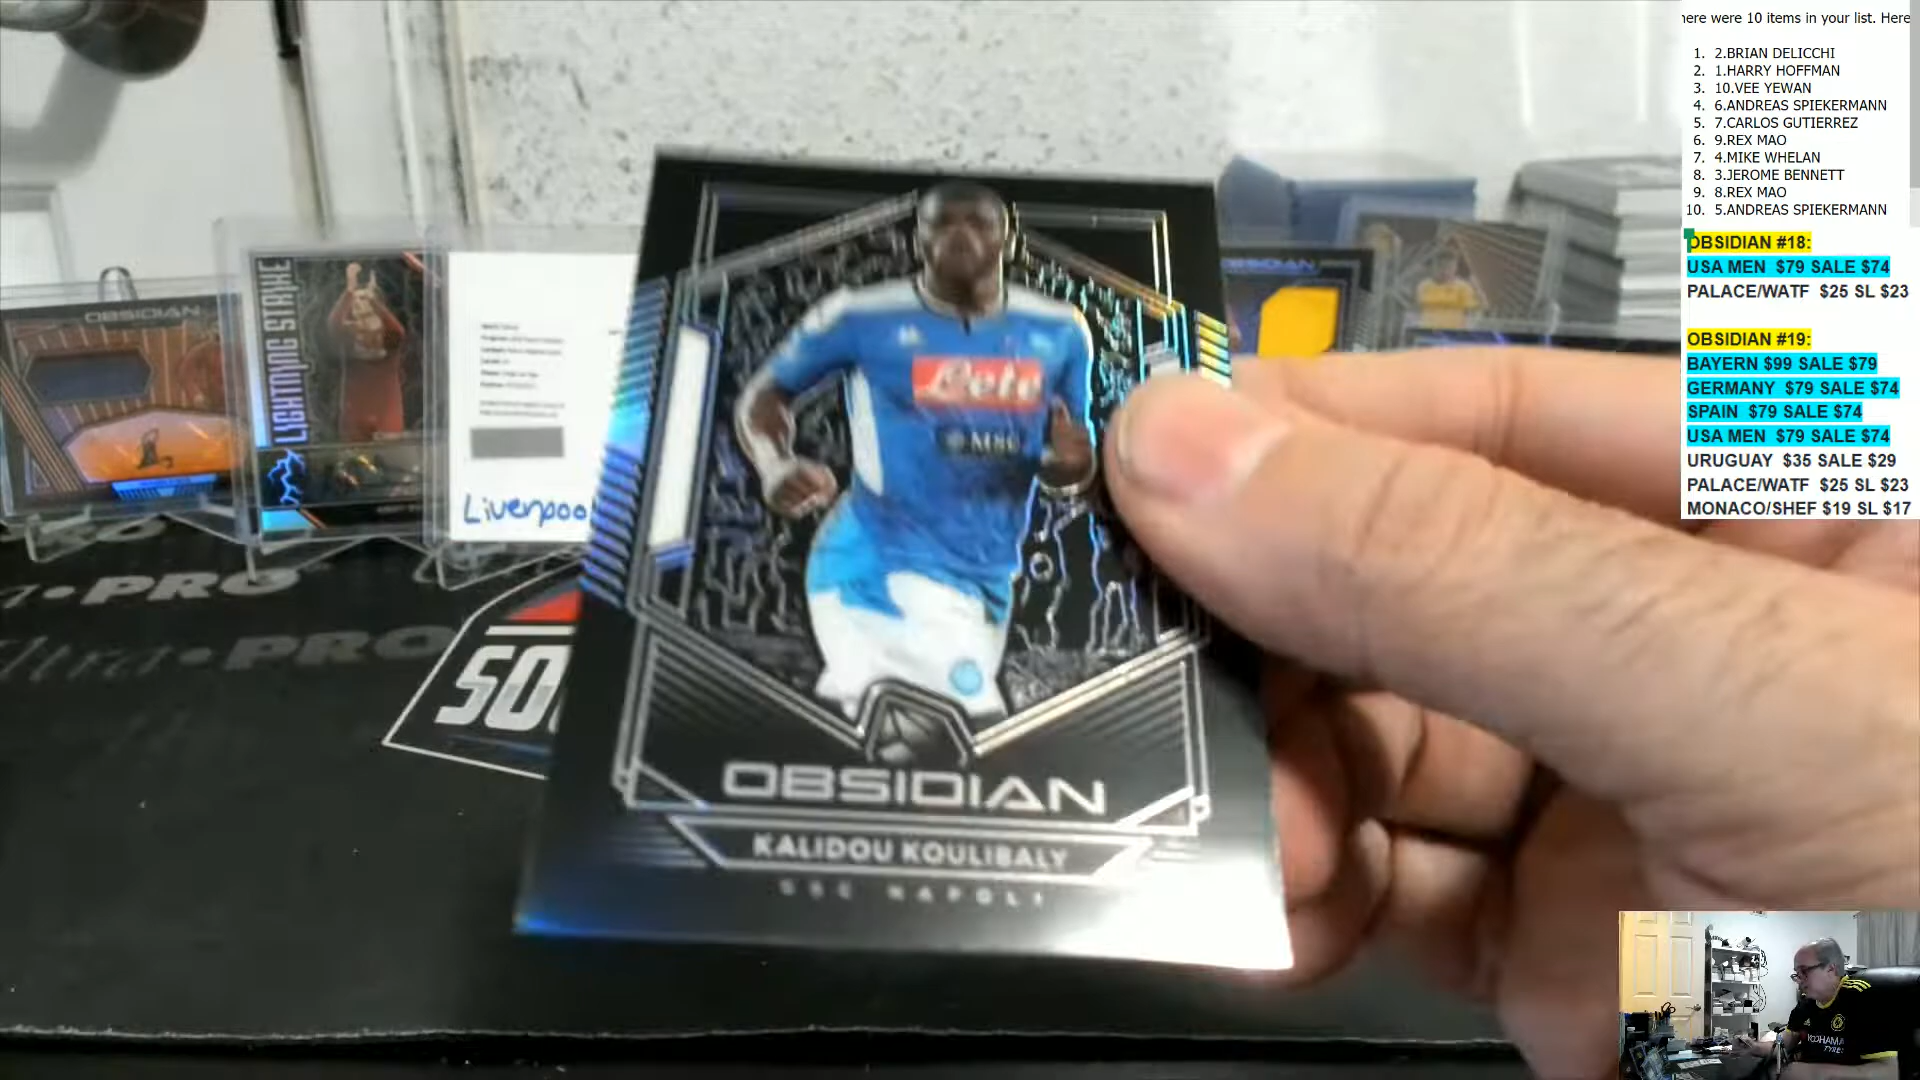 here were 10 items in your list. Here
1. 2.BRIAN DELICCHI
2. 1.HARRY HOFFMAN
3. 10.VEE YEWAN
4. 6.ANDREAS SPIEKERMANN
5. 7.CARLOS GUTIERREZ
6. 9.REX MAO
7. 4.MIKE WHELAN
8. 3.JEROME BENNETT
9. 8.REX MAO
10. 5.ANDREAS SPIEKERMANN
OBSIDIAN #18:
USA MEN $79 SALE $74
PALACE/WATF $25 SL $23
OBSIDIAN #19:
BAYERN $99 SALE $79
GERMANY $79 SALE $74
SPAIN $79 SALE $74
USA MEN $79 SALE $74
URUGUAY $35 SALE $29
PALACE/WATF $25 SL $23
MONACO/SHEF $19 SL $17
OBSIDIAN
LIGHTNING STRIKE
Liverpoo
OBSIDIAN
Lete
MSC
OBSIDIAN
KALIDOU KOULIBALY
SSC NAPOLI
PRO
PRO
SO